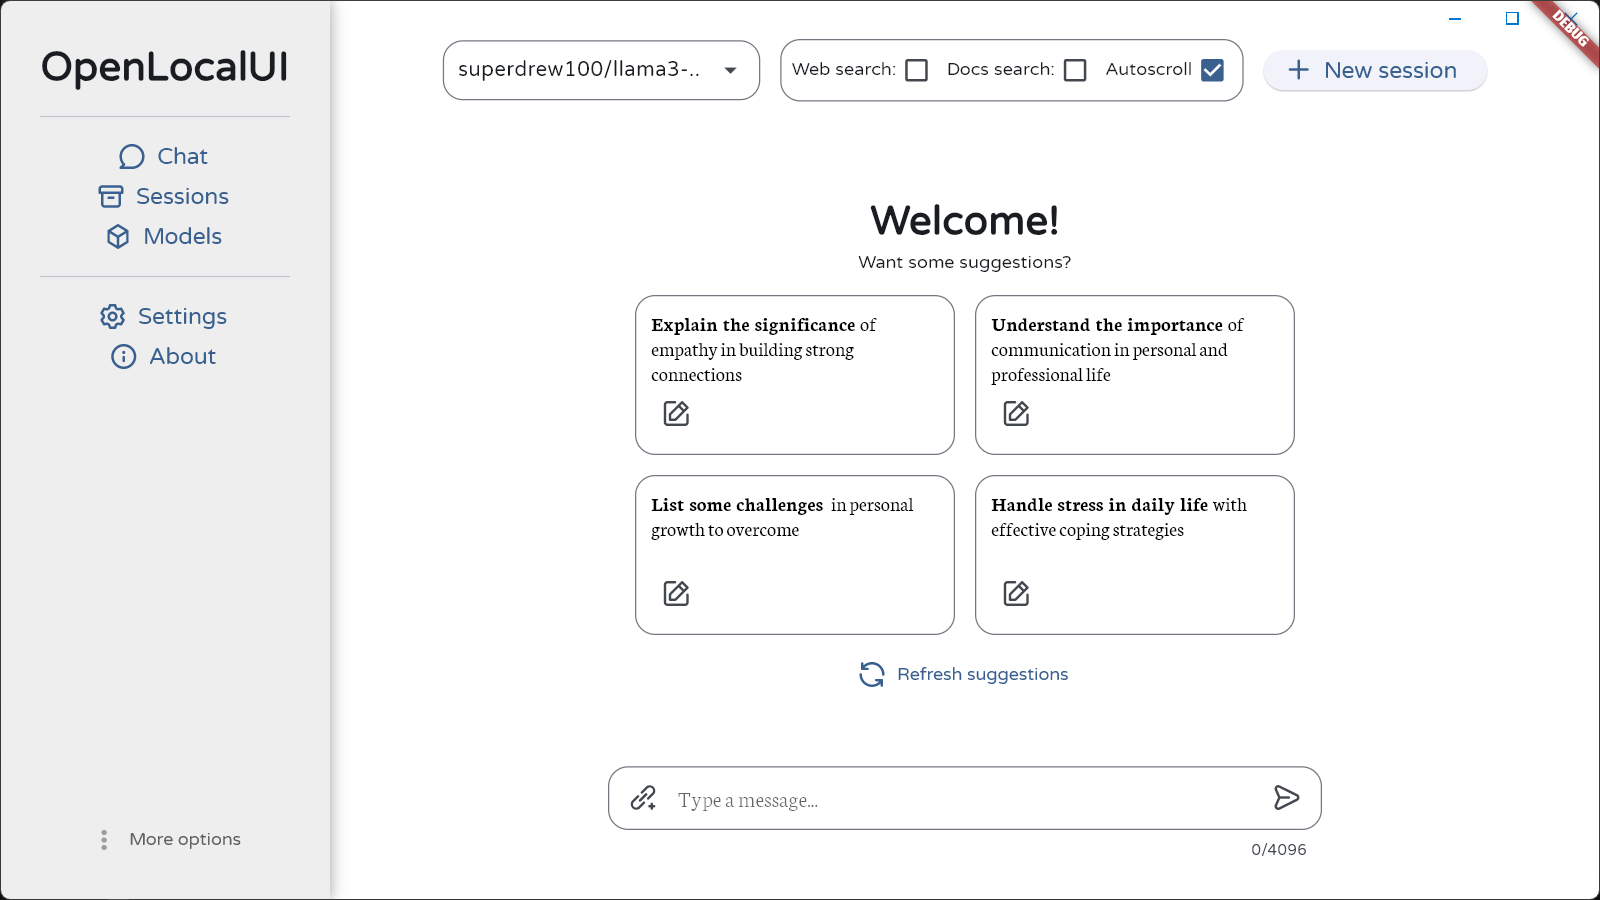 OpenLocalUI
Chat
Sessions
Models
Settings
About
More options
superdrew100/llama3-..
Web search:
Docs search:
Autoscroll
New session
DEBUG
Welcome!
Want some suggestions?
Explain the significance of
empathy in building strong
connections
Understand the importance of
communication in personal and
professional life
List some challenges  in personal
growth to overcome
Handle stress in daily life with
effective coping strategies
Refresh suggestions
Type a message...
0/4096